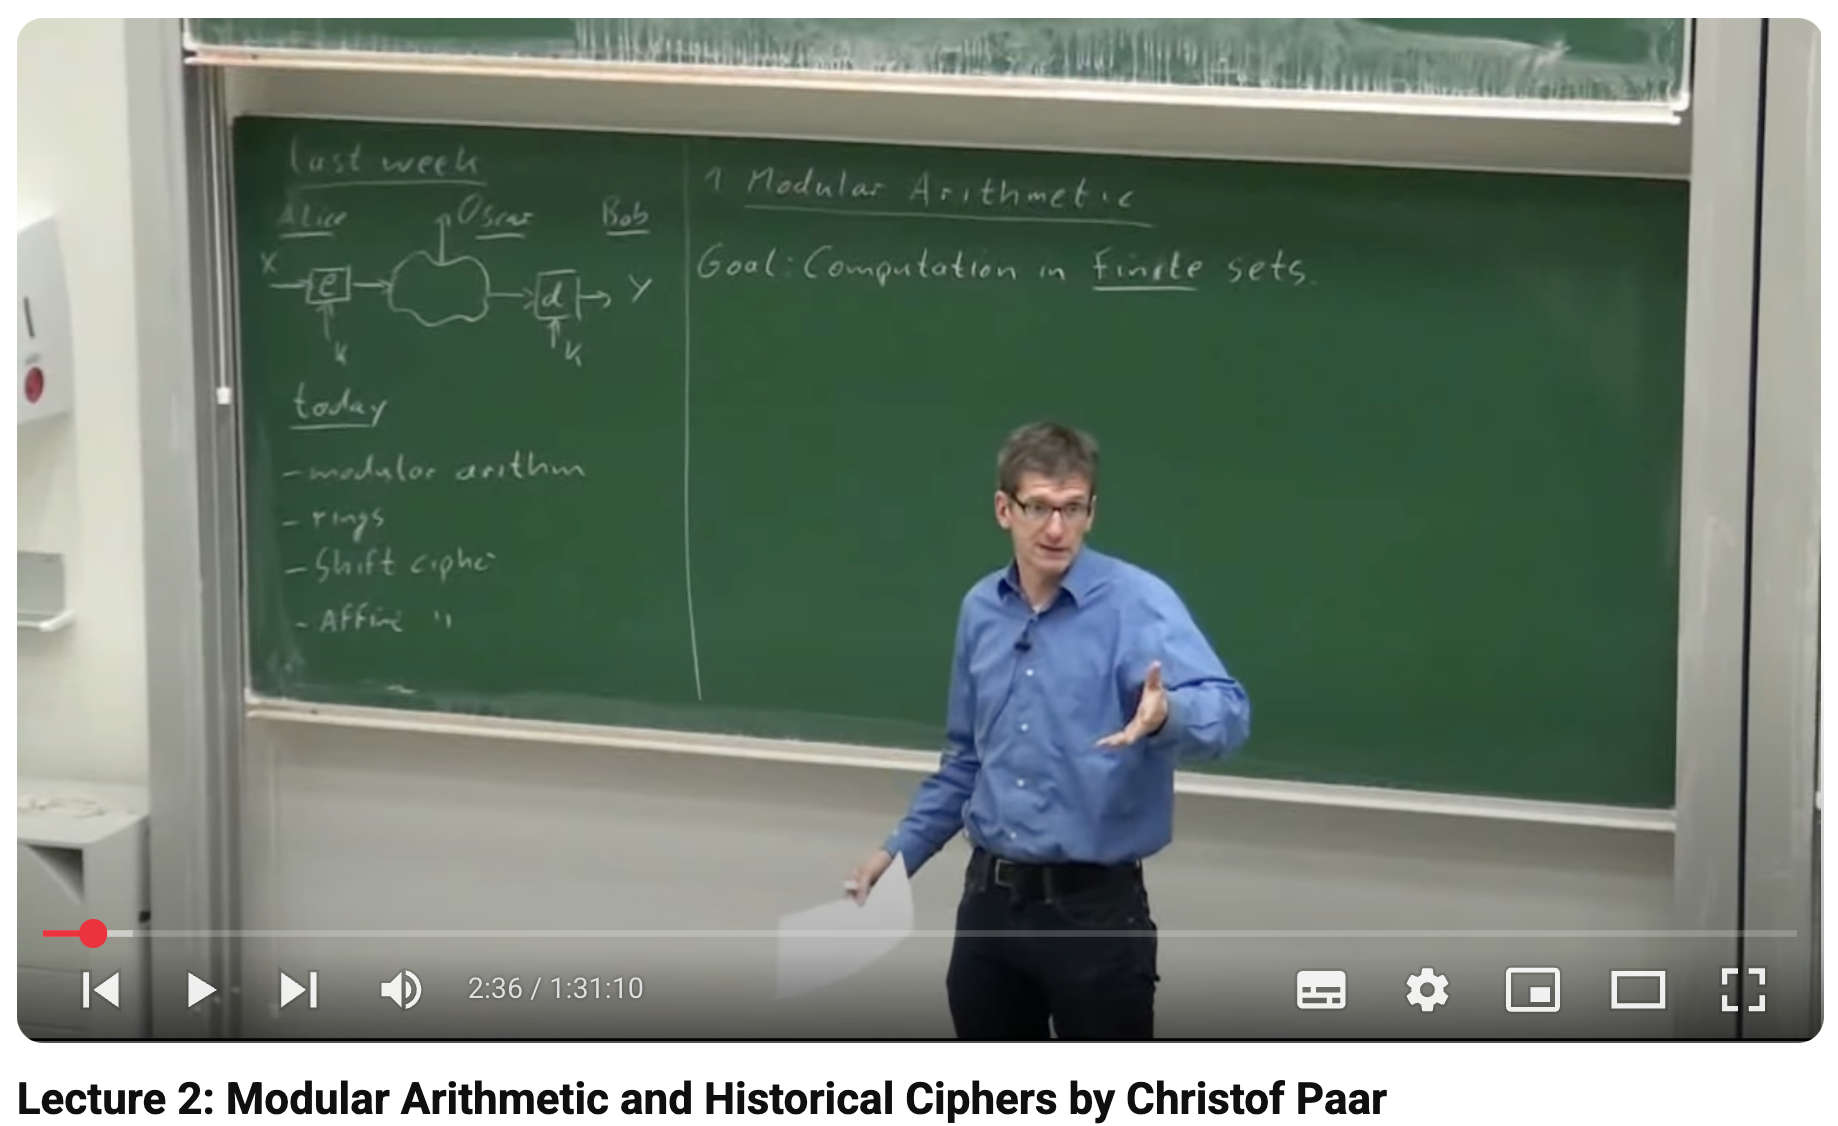 last week
Alice Oscar Bob
x e d y
k k
today
- modular arithm
- rings
- Shift cipher
- Affine "
1 Modular Arithmetic
Goal: Computation in finite sets.
2:36 / 1:31:10
Lecture 2: Modular Arithmetic and Historical Ciphers by Christof Paar